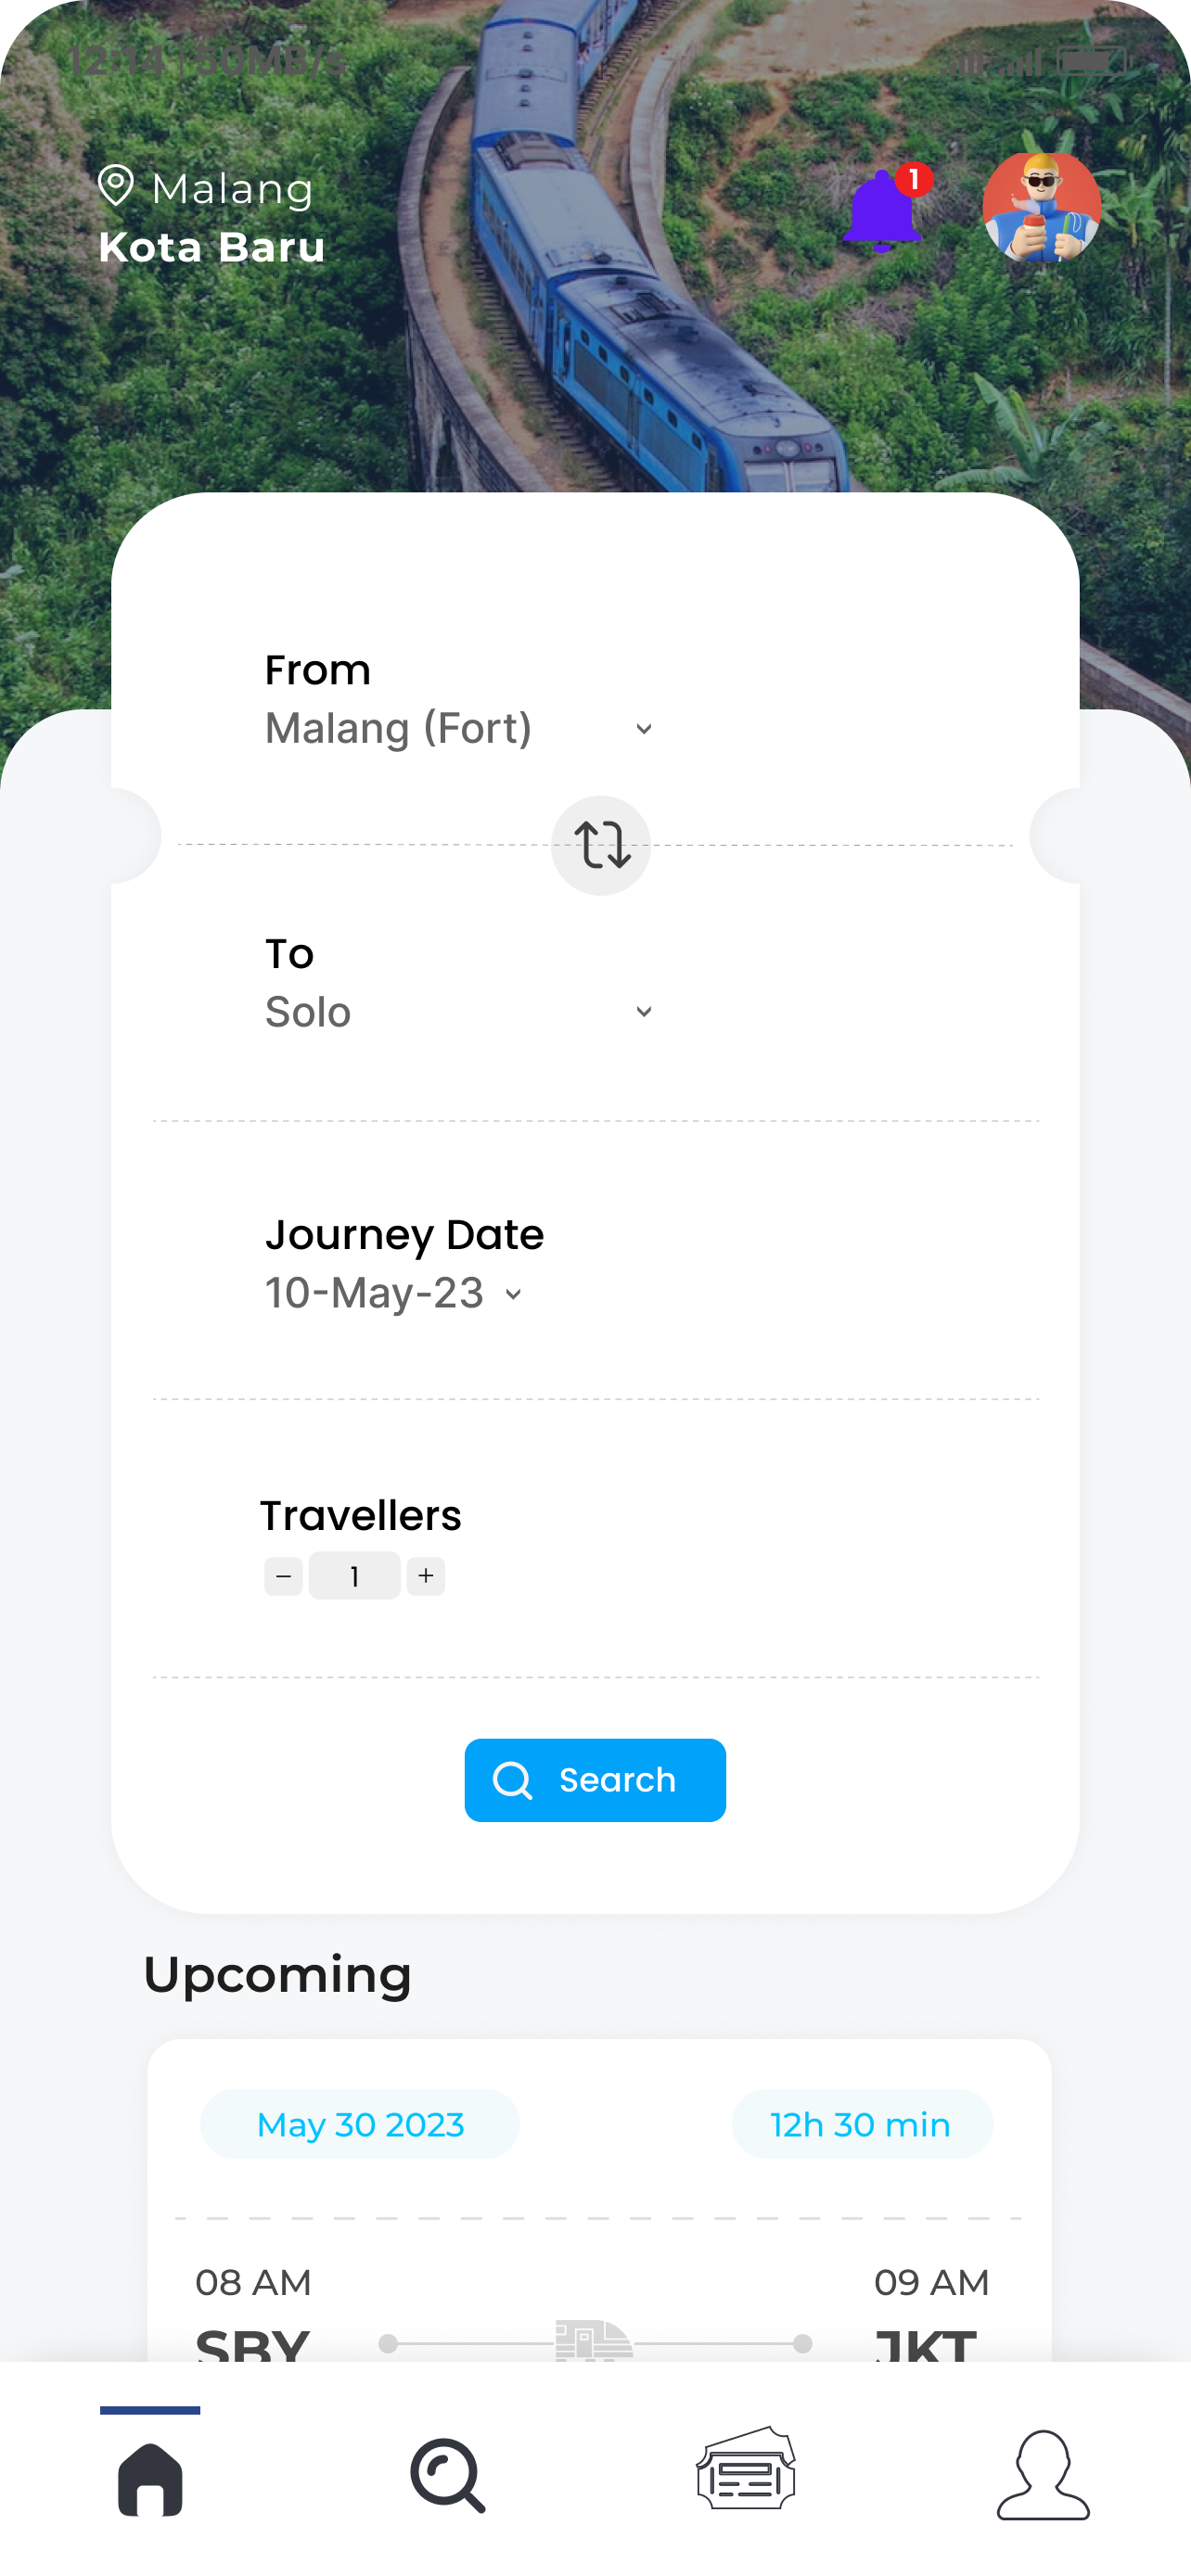 12:14 | 50MB/s
Malang
1
Kota Baru
From
Malang (Fort)
To
Solo
Journey Date
10-May-23
Travellers
− 1 +
Search
Upcoming
May 30 2023 12h 30 min
08 AM 09 AM
SBY JKT